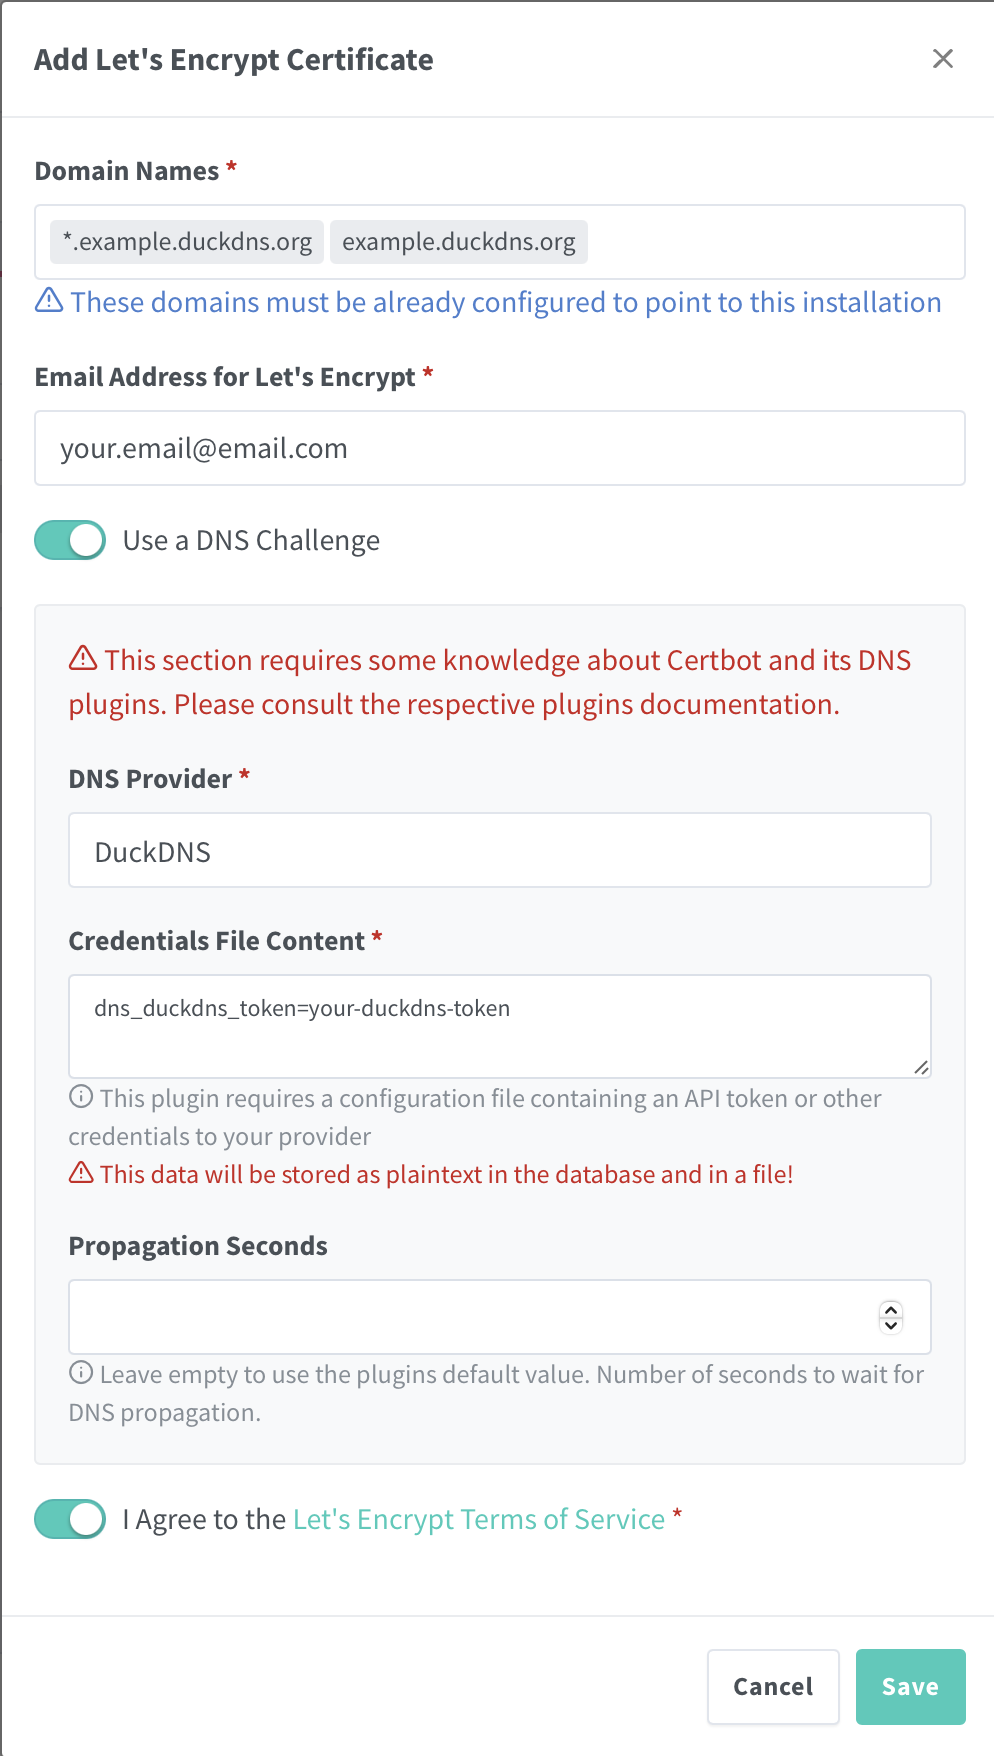 Add Let's Encrypt Certificate
Domain Names *
*.example.duckdns.org example.duckdns.org
These domains must be already configured to point to this installation
Email Address for Let's Encrypt *
your.email@email.com
Use a DNS Challenge
This section requires some knowledge about Certbot and its DNS
plugins. Please consult the respective plugins documentation.
DNS Provider *
DuckDNS
Credentials File Content *
dns_duckdns_token=your-duckdns-token
This plugin requires a configuration file containing an API token or other
credentials to your provider
This data will be stored as plaintext in the database and in a file!
Propagation Seconds
Leave empty to use the plugins default value. Number of seconds to wait for
DNS propagation.
I Agree to the Let's Encrypt Terms of Service *
Cancel Save